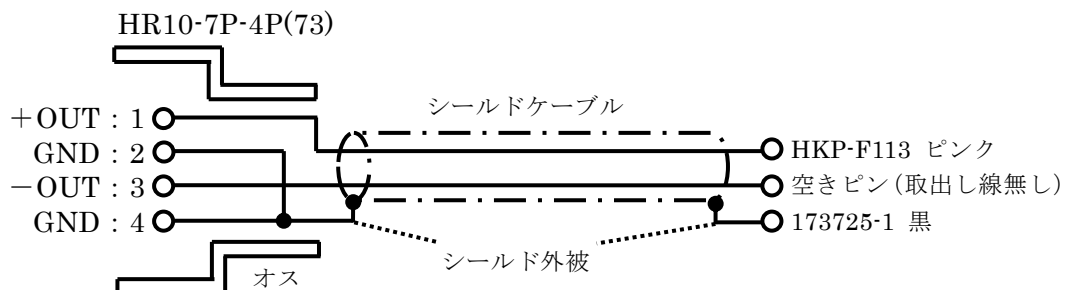 HR10-7P-4P(73)
シールドケーブル
+OUT : 1
GND : 2
−OUT : 3
GND : 4
HKP-F113 ピンク
空きピン(取出し線無し)
173725-1 黒
シールド外被
オス